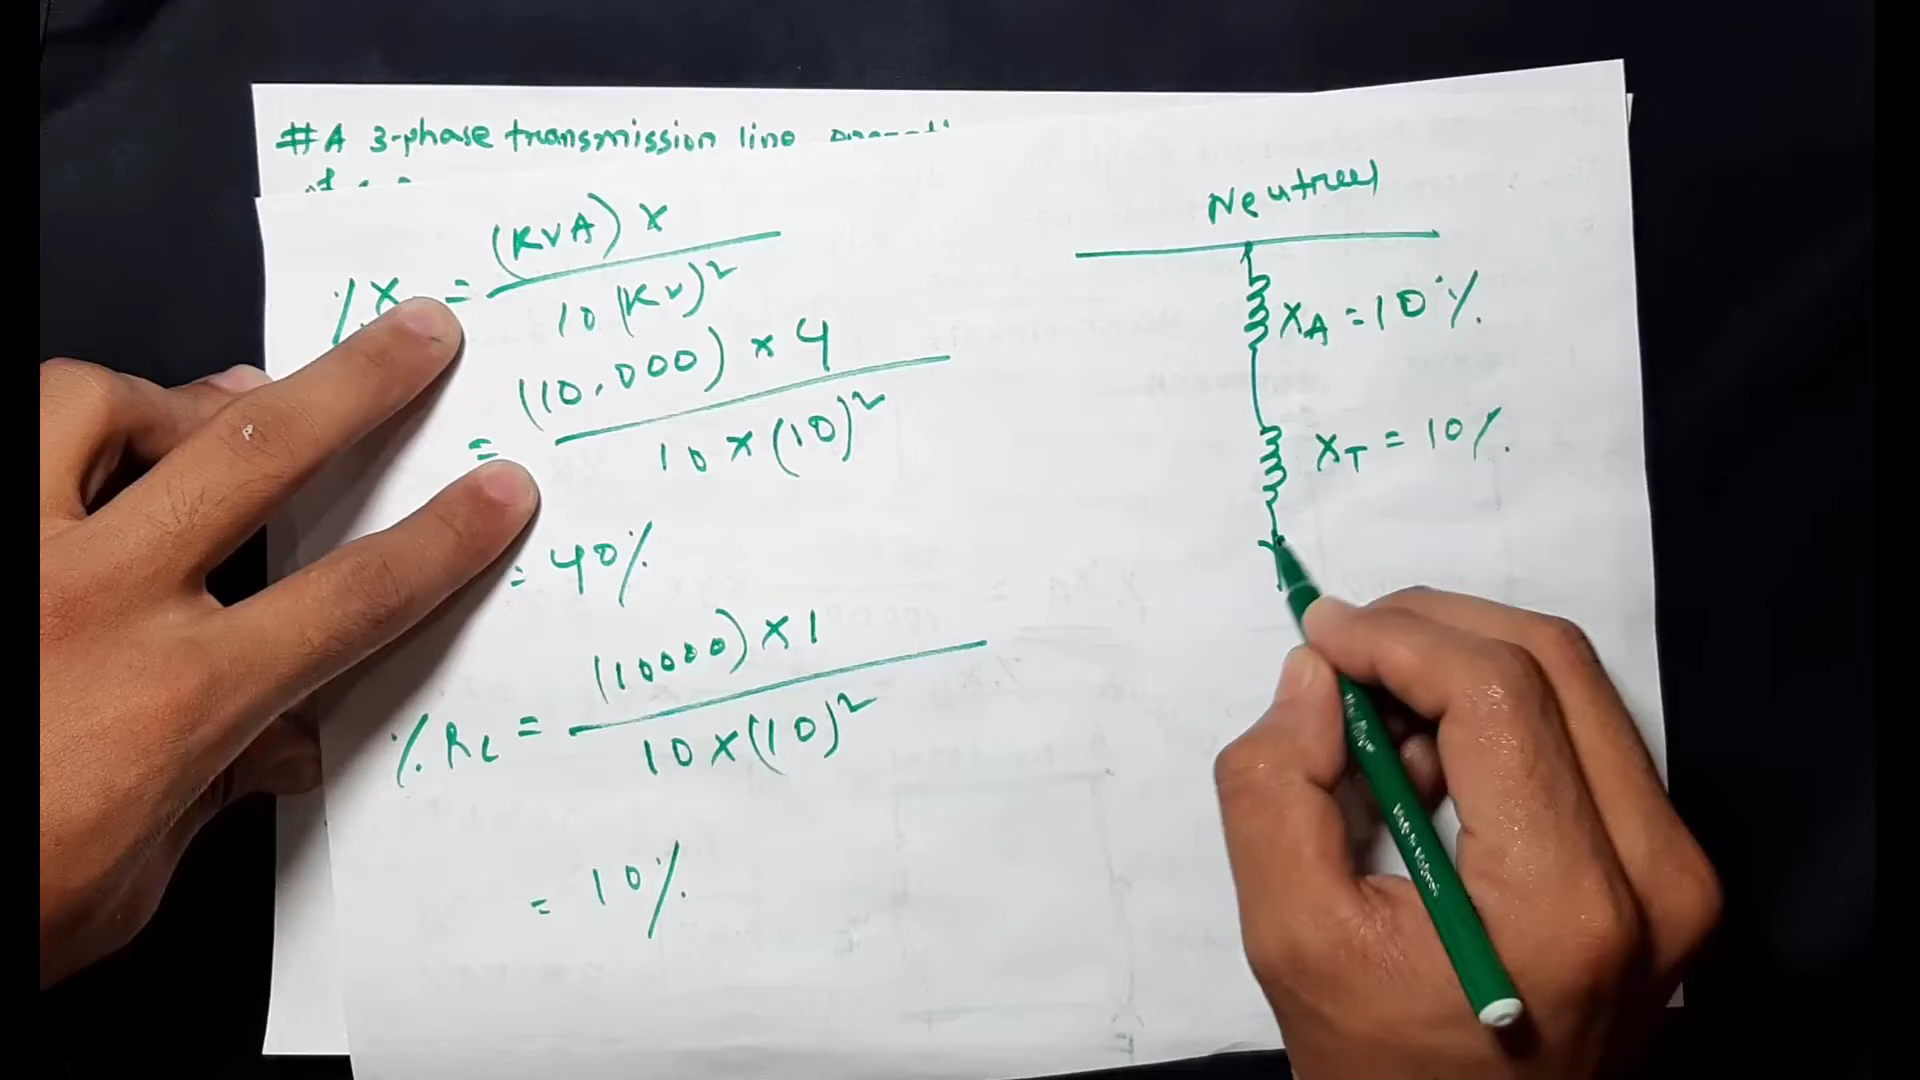 #A 3-phase transmission line
(KVA) X
%X =
10 (KV)²
(10,000) × 4
=
10 × (10)²
= 40%
(10000) × 1
%RL =
10 × (10)²
= 10%
Neutral
XA = 10%
XT = 10%